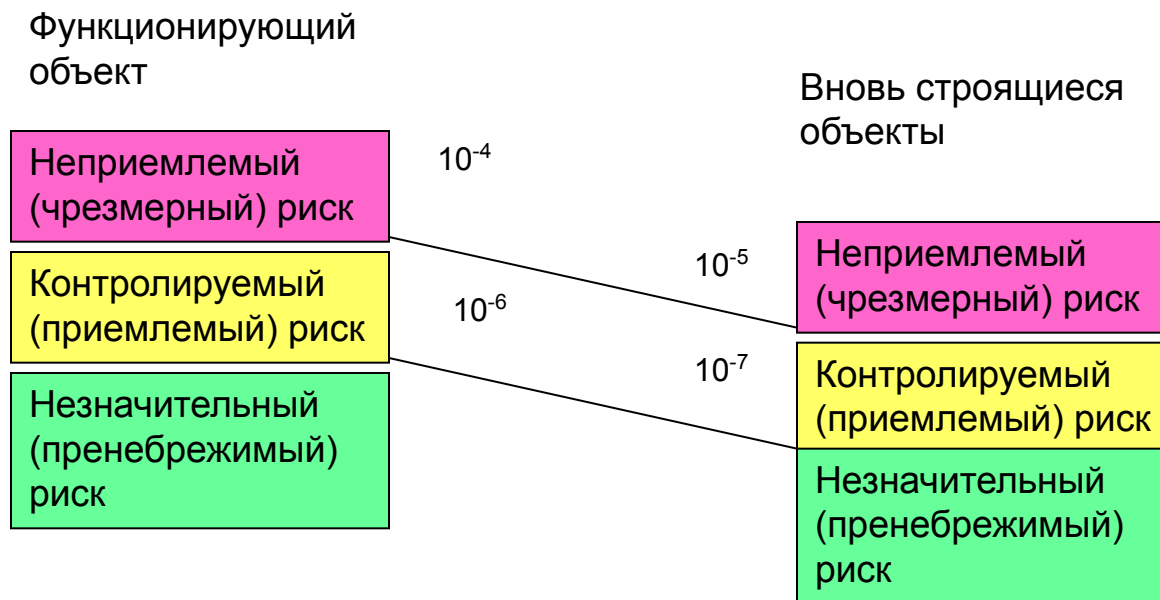 Функционирующий
объект
Неприемлемый
(чрезмерный) риск
Контролируемый
(приемлемый) риск
Незначительный
(пренебрежимый)
риск
10⁻⁴
10⁻⁶
10⁻⁵
10⁻⁷
Вновь строящиеся
объекты
Неприемлемый
(чрезмерный) риск
Контролируемый
(приемлемый) риск
Незначительный
(пренебрежимый)
риск